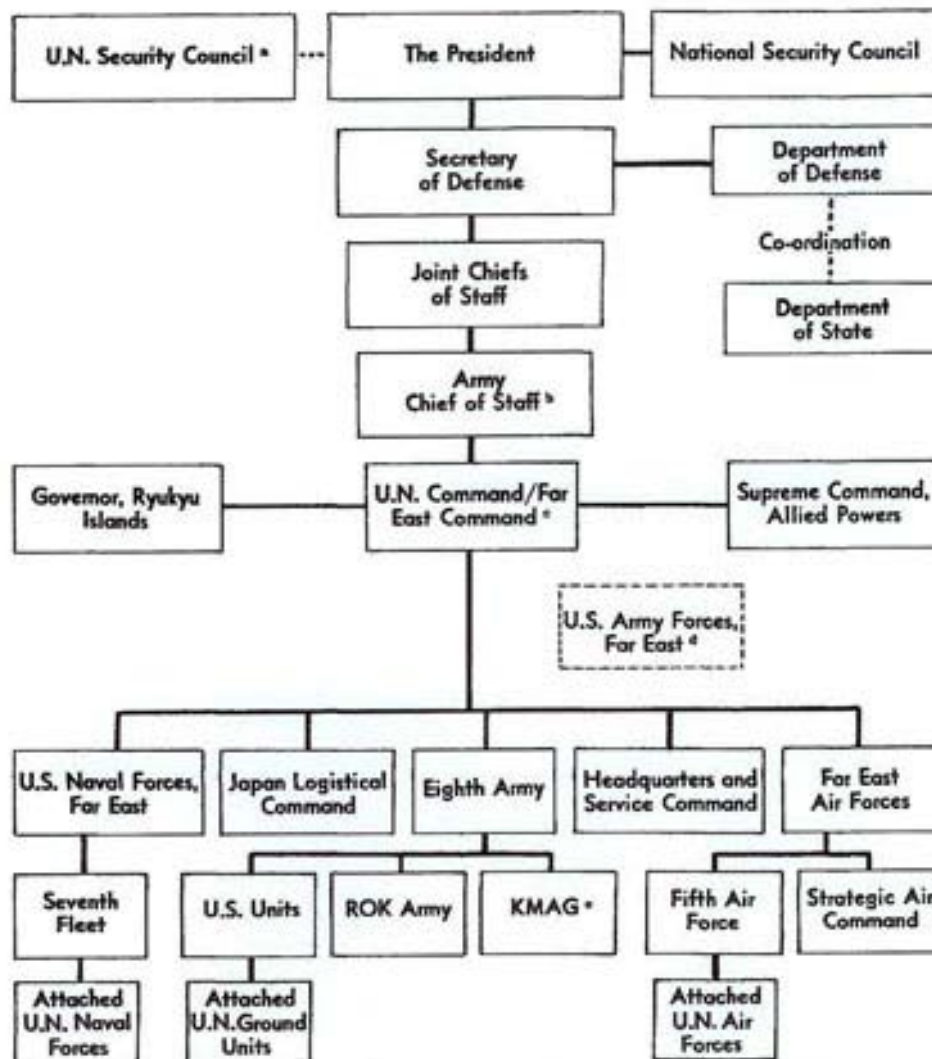 U.N. Security Council a
The President
National Security Council
Secretary
of Defense
Department
of Defense
Co-ordination
Joint Chiefs
of Staff
Department
of State
Army
Chief of Staff b
Governor, Ryukyu
Islands
U.N. Command/Far
East Command c
Supreme Command,
Allied Powers
U.S. Army Forces,
Far East d
U.S. Naval Forces,
Far East
Japan Logistical
Command
Eighth Army
Headquarters and
Service Command
Far East
Air Forces
Seventh
Fleet
U.S. Units
ROK Army
KMAG e
Fifth Air
Force
Strategic Air
Command
Attached
U.N. Naval
Forces
Attached
U.N. Ground
Units
Attached
U.N. Air
Forces